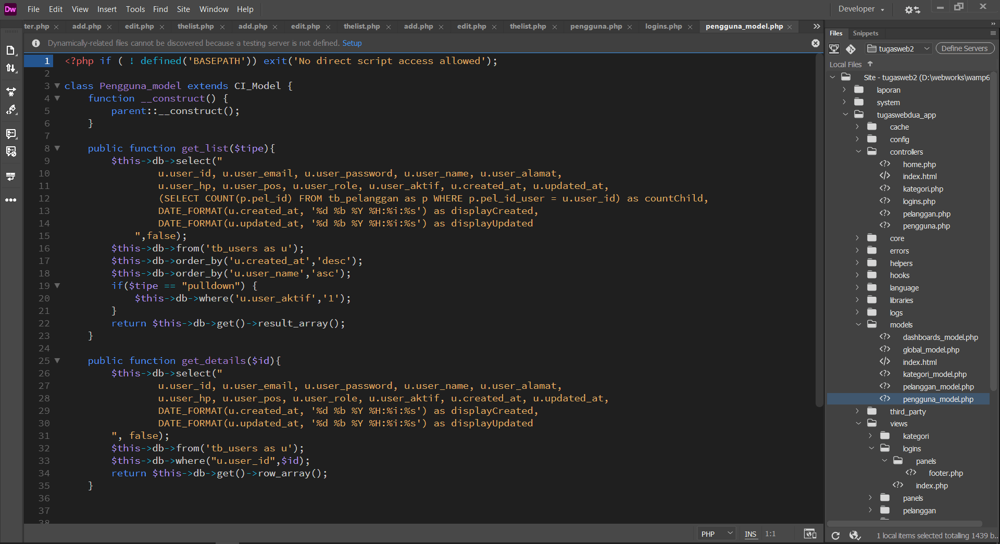 Dw File Edit View Insert Tools Find Site Window Help Developer
ter.php add.php edit.php thelist.php add.php edit.php thelist.php add.php edit.php thelist.php pengguna.php logins.php pengguna_model.php
Dynamically-related files cannot be discovered because a testing server is not defined. Setup
1 <?php if ( ! defined('BASEPATH')) exit('No direct script access allowed');
2
3 class Pengguna_model extends CI_Model {
4 function __construct() {
5 parent::__construct();
6 }
7
8 public function get_list($tipe){
9 $this->db->select("
10 u.user_id, u.user_email, u.user_password, u.user_name, u.user_alamat,
11 u.user_hp, u.user_pos, u.user_role, u.user_aktif, u.created_at, u.updated_at,
12 (SELECT COUNT(p.pel_id) FROM tb_pelanggan as p WHERE p.pel_id_user = u.user_id) as countChild,
13 DATE_FORMAT(u.created_at, '%d %b %Y %H:%i:%s') as displayCreated,
14 DATE_FORMAT(u.updated_at, '%d %b %Y %H:%i:%s') as displayUpdated
15 ",false);
16 $this->db->from('tb_users as u');
17 $this->db->order_by('u.created_at','desc');
18 $this->db->order_by('u.user_name','asc');
19 if($tipe == "pulldown") {
20 $this->db->where('u.user_aktif','1');
21 }
22 return $this->db->get()->result_array();
23 }
24
25 public function get_details($id){
26 $this->db->select("
27 u.user_id, u.user_email, u.user_password, u.user_name, u.user_alamat,
28 u.user_hp, u.user_pos, u.user_role, u.user_aktif, u.created_at, u.updated_at,
29 DATE_FORMAT(u.created_at, '%d %b %Y %H:%i:%s') as displayCreated,
30 DATE_FORMAT(u.updated_at, '%d %b %Y %H:%i:%s') as displayUpdated
31 ", false);
32 $this->db->from('tb_users as u');
33 $this->db->where("u.user_id",$id);
34 return $this->db->get()->row_array();
35 }
36
37
38
PHP INS 1:1
Files Snippets
tugasweb2 Define Servers
Local Files
Site - tugasweb2 (D:\webworks\wamp6
laporan
system
tugaswebdua_app
cache
config
controllers
home.php
index.html
kategori.php
logins.php
pelanggan.php
pengguna.php
core
errors
helpers
hooks
language
libraries
logs
models
dashboards_model.php
global_model.php
index.html
kategori_model.php
pelanggan_model.php
pengguna_model.php
third_party
views
kategori
logins
panels
footer.php
index.php
panels
pelanggan
1 local items selected totalling 1439 b..